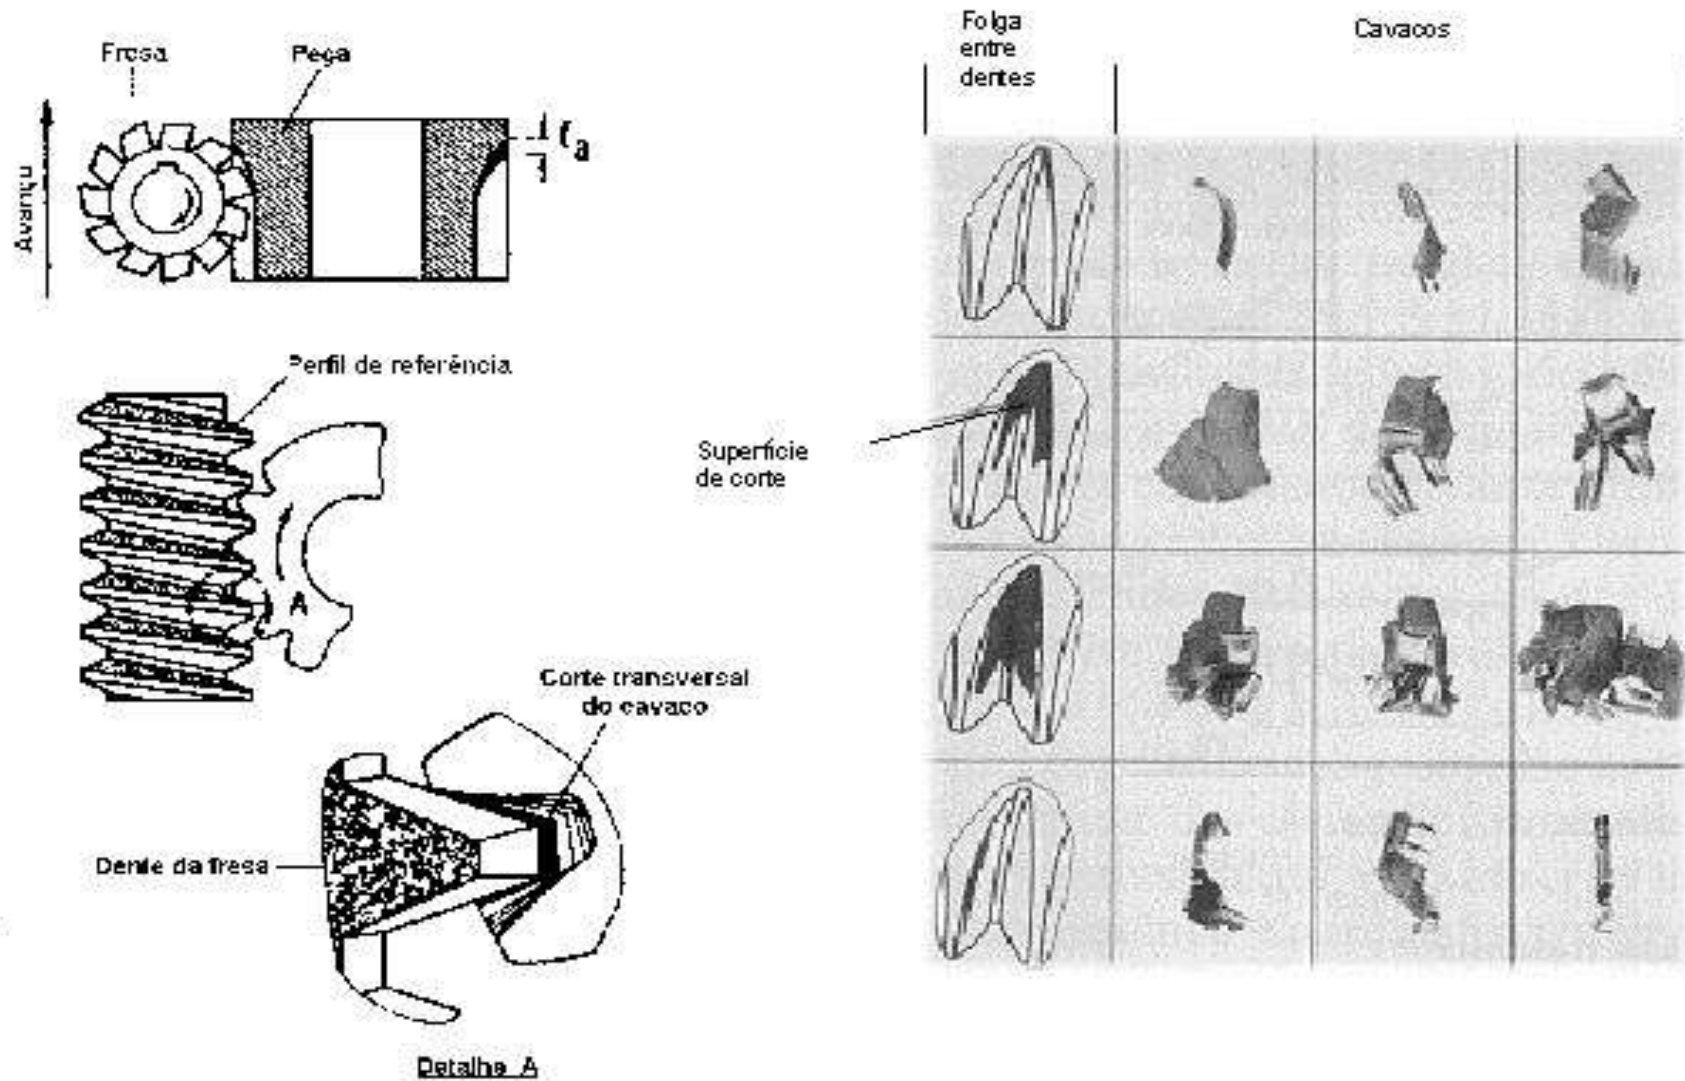 Fresa
Peça
Avanço
fa
Perfil de referência
A
Corte transversal
do cavaco
Dente da fresa
Detalhe A
Folga
entre
dentes
Cavacos
Superfície
de corte